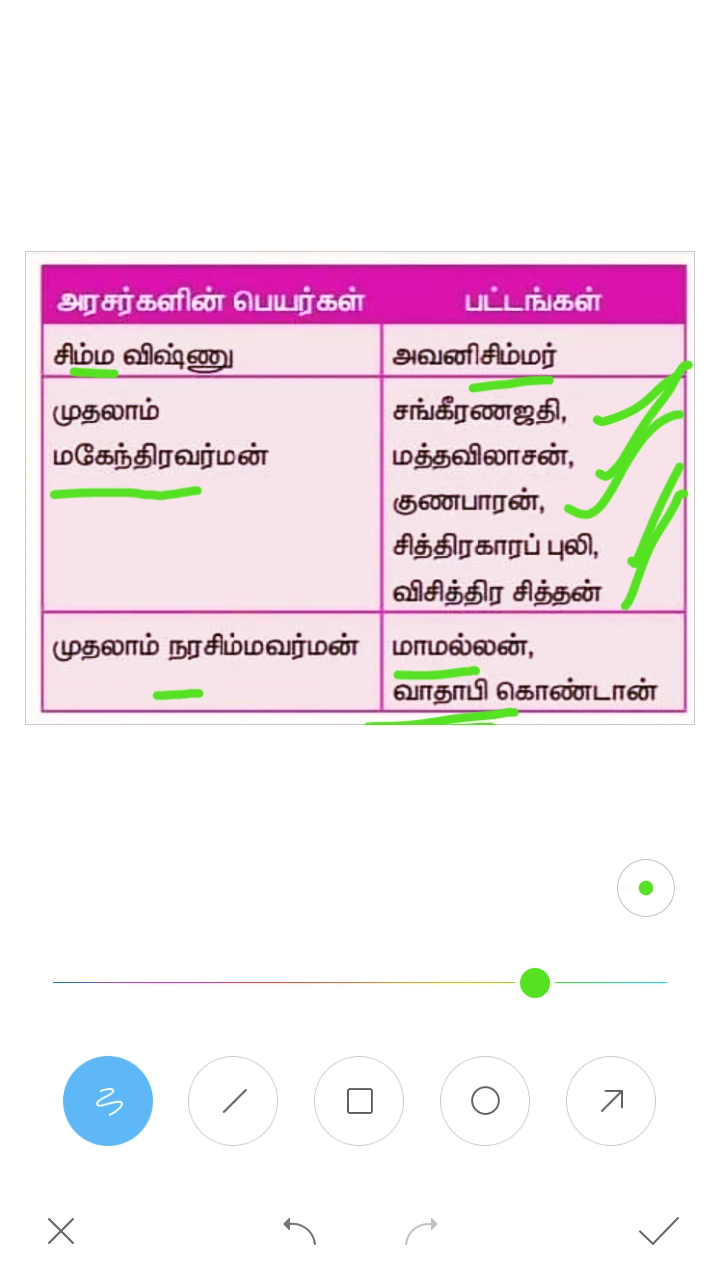 அரசர்களின் பெயர்கள் பட்டங்கள்
சிம்ம விஷ்ணு அவனிசிம்மர்
முதலாம் சங்கீரணஜதி,
மகேந்திரவர்மன் மத்தவிலாசன்,
குணபாரன்,
சித்திரகாரப் புலி,
விசித்திர சித்தன்
முதலாம் நரசிம்மவர்மன் மாமல்லன்,
வாதாபி கொண்டான்